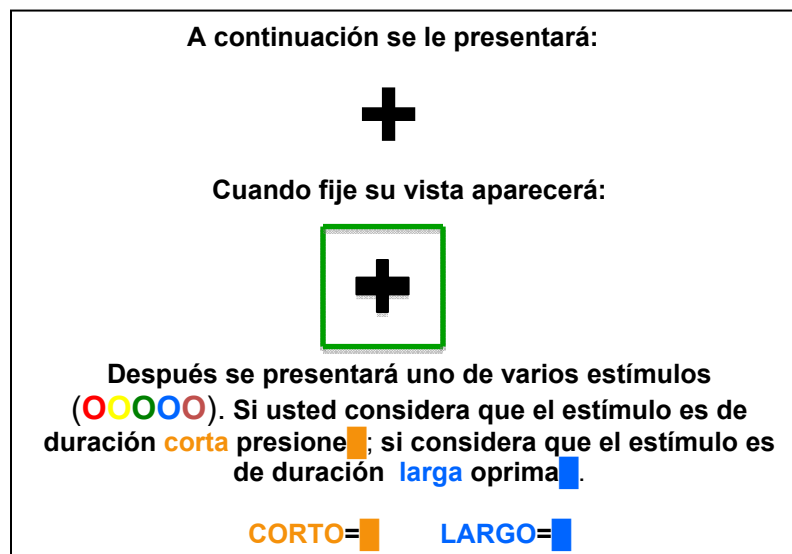 A continuación se le presentará:
Cuando fije su vista aparecerá:
Después se presentará uno de varios estímulos
(OOOOO). Si usted considera que el estímulo es de
duración corta presione█; si considera que el estímulo es
de duración larga oprima█.
CORTO=█ LARGO=█